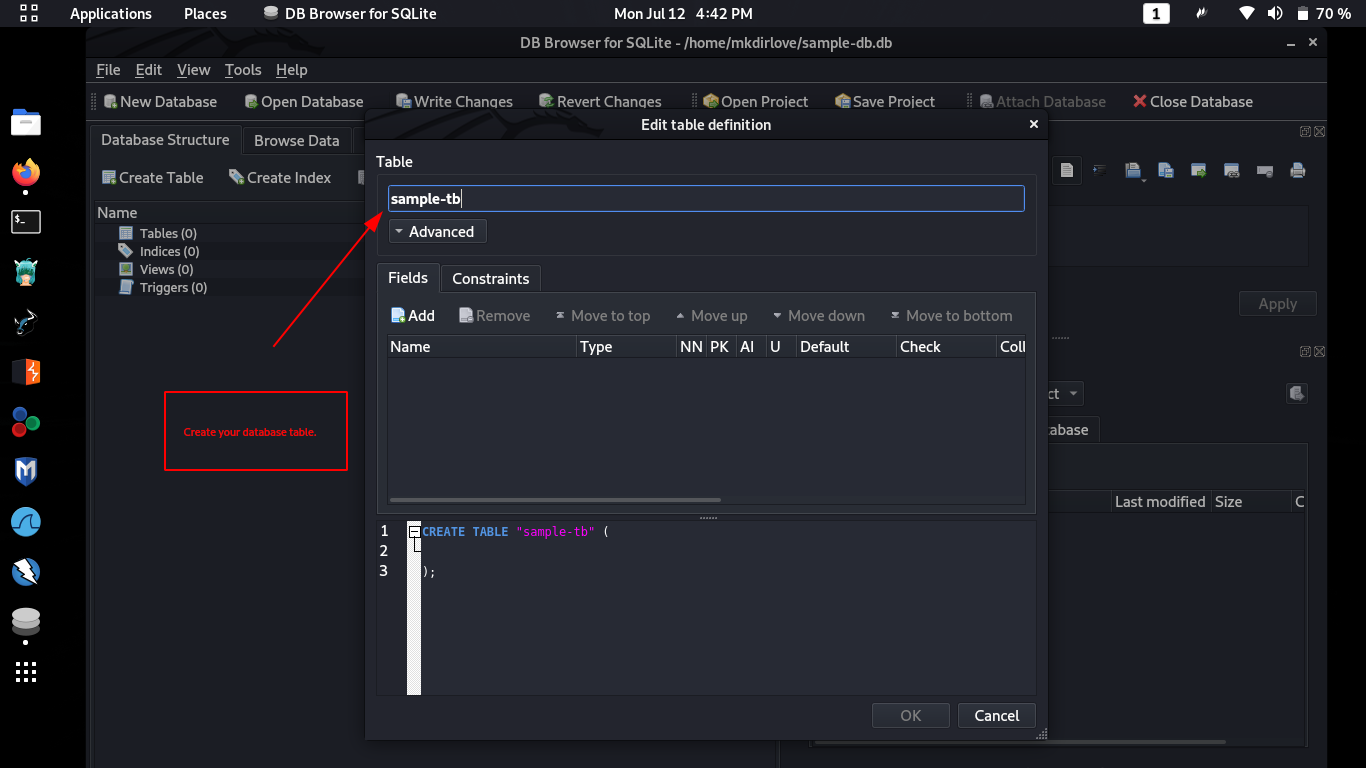 Applications Places DB Browser for SQLite Mon Jul 12 4:42 PM 1 70 %
DB Browser for SQLite - /home/mkdirlove/sample-db.db
File Edit View Tools Help
New Database Open Database Write Changes Revert Changes Open Project Save Project Attach Database Close Database
Edit table definition
Database Structure Browse Data
Table
Create Table Create Index
sample-tb
Name
Advanced
Tables (0)
Indices (0)
Views (0)
Triggers (0)
Fields Constraints
Apply
Add Remove Move to top Move up Move down Move to bottom
Name Type NN PK AI U Default Check Coll
ct
Create your database table.
abase
Last modified Size C
1 CREATE TABLE "sample-tb" (
2
3 );
OK Cancel